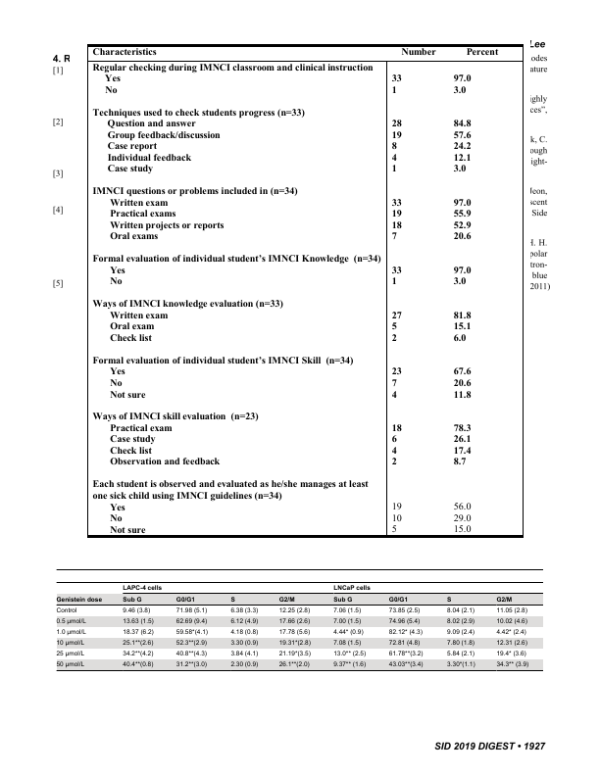 Lee
4. R
odes
[1]
ature
ighly
ces”,
[2]
k, C.
ough
ight-
[3]
Jeon,
[4]
scent
Side
H. H.
polar
tron-
blue
[5]
2011)
Characteristics Number Percent
Regular checking during IMNCI classroom and clinical instruction
Yes 33 97.0
No 1 3.0
Techniques used to check students progress (n=33)
Question and answer 28 84.8
Group feedback/discussion 19 57.6
Case report 8 24.2
Individual feedback 4 12.1
Case study 1 3.0
IMNCI questions or problems included in (n=34)
Written exam 33 97.0
Practical exams 19 55.9
Written projects or reports 18 52.9
Oral exams 7 20.6
Formal evaluation of individual student’s IMNCI Knowledge (n=34)
Yes 33 97.0
No 1 3.0
Ways of IMNCI knowledge evaluation (n=33)
Written exam 27 81.8
Oral exam 5 15.1
Check list 2 6.0
Formal evaluation of individual student’s IMNCI Skill (n=34)
Yes 23 67.6
No 7 20.6
Not sure 4 11.8
Ways of IMNCI skill evaluation (n=23)
Practical exam 18 78.3
Case study 6 26.1
Check list 4 17.4
Observation and feedback 2 8.7
Each student is observed and evaluated as he/she manages at least
one sick child using IMNCI guidelines (n=34)
Yes 19 56.0
No 10 29.0
Not sure 5 15.0
LAPC-4 cells LNCaP cells
Genistein dose Sub G G0/G1 S G2/M Sub G G0/G1 S G2/M
Control 9.46 (3.8) 71.98 (5.1) 6.38 (3.3) 12.25 (2.8) 7.06 (1.5) 73.85 (2.5) 8.04 (2.1) 11.05 (2.8)
0.5 µmol/L 13.63 (1.5) 62.69 (9.4) 6.12 (4.9) 17.66 (2.6) 7.90 (1.5) 74.96 (5.4) 8.02 (2.9) 10.02 (4.6)
1.0 µmol/L 18.37 (6.2) 59.58*(4.1) 4.18 (0.8) 17.78 (5.6) 4.44* (0.9) 82.12* (4.3) 9.09 (2.4) 4.42* (2.4)
10 µmol/L 25.1**(2.6) 52.3**(2.9) 3.30 (0.9) 19.31*(2.8) 7.08 (1.5) 72.81 (4.8) 7.80 (1.8) 12.31 (2.6)
25 µmol/L 34.2**(4.2) 40.8**(4.3) 3.84 (4.1) 21.19*(3.5) 13.0** (2.5) 61.78**(3.2) 5.84 (2.1) 19.4* (3.6)
50 µmol/L 40.4**(0.8) 31.2**(3.0) 2.30 (0.9) 26.1**(2.0) 9.37** (1.6) 43.03**(3.4) 3.30*(1.1) 34.3** (3.9)
SID 2019 DIGEST • 1927